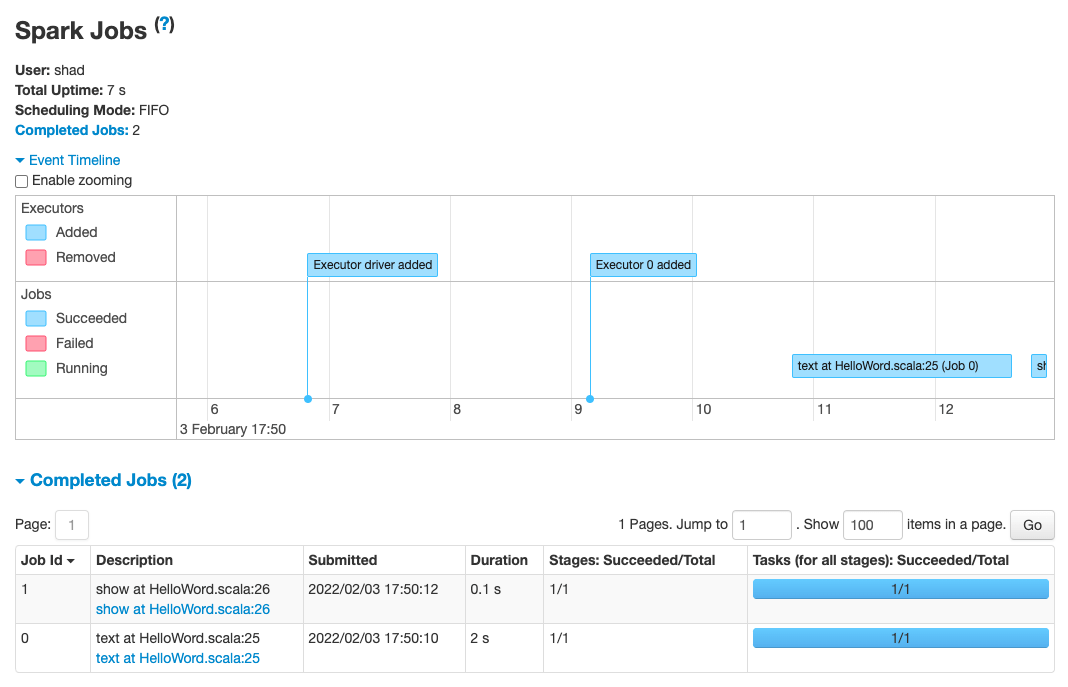 Spark Jobs (?)
User: shad
Total Uptime: 7 s
Scheduling Mode: FIFO
Completed Jobs: 2
Event Timeline
Enable zooming
Executors
Added
Removed
Executor driver added
Executor 0 added
Jobs
Succeeded
Failed
Running
text at HelloWord.scala:25 (Job 0)
6 7 8 9 10 11 12
3 February 17:50
Completed Jobs (2)
Page: 1 1 Pages. Jump to 1 . Show 100 items in a page. Go
Job Id Description Submitted Duration Stages: Succeeded/Total Tasks (for all stages): Succeeded/Total
1 show at HelloWord.scala:26 2022/02/03 17:50:12 0.1 s 1/1 1/1
show at HelloWord.scala:26
0 text at HelloWord.scala:25 2022/02/03 17:50:10 2 s 1/1 1/1
text at HelloWord.scala:25